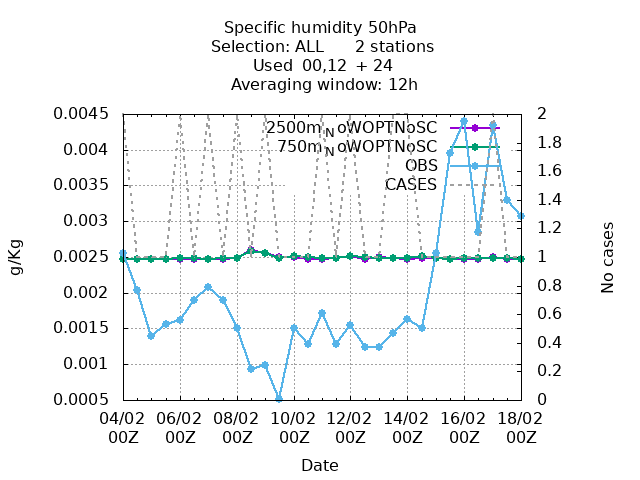 Specific humidity 50hPa
Selection: ALL 2 stations
Used 00,12 + 24
Averaging window: 12h
2500m NoWOPTNoSC
750m NoWOPTNoSC
OBS
CASES
0.0045
0.004
0.0035
0.003
0.0025
0.002
0.0015
0.001
0.0005
g/Kg
2
1.8
1.6
1.4
1.2
1
0.8
0.6
0.4
0.2
0
No cases
04/02 06/02 08/02 10/02 12/02 14/02 16/02 18/02
00Z 00Z 00Z 00Z 00Z 00Z 00Z 00Z
Date